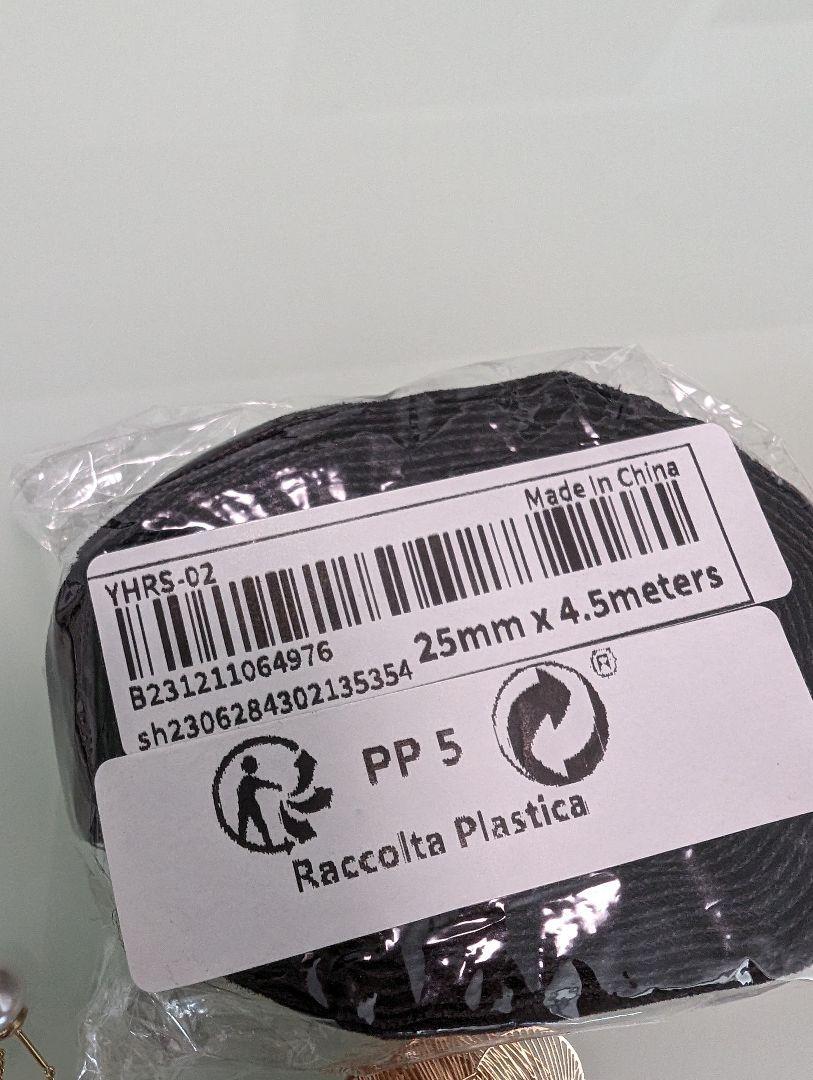 Made In China
YHRS-02
B231211064976
25mm x 4.5meters
sh2306284302135354
PP 5
®
Raccolta Plastica